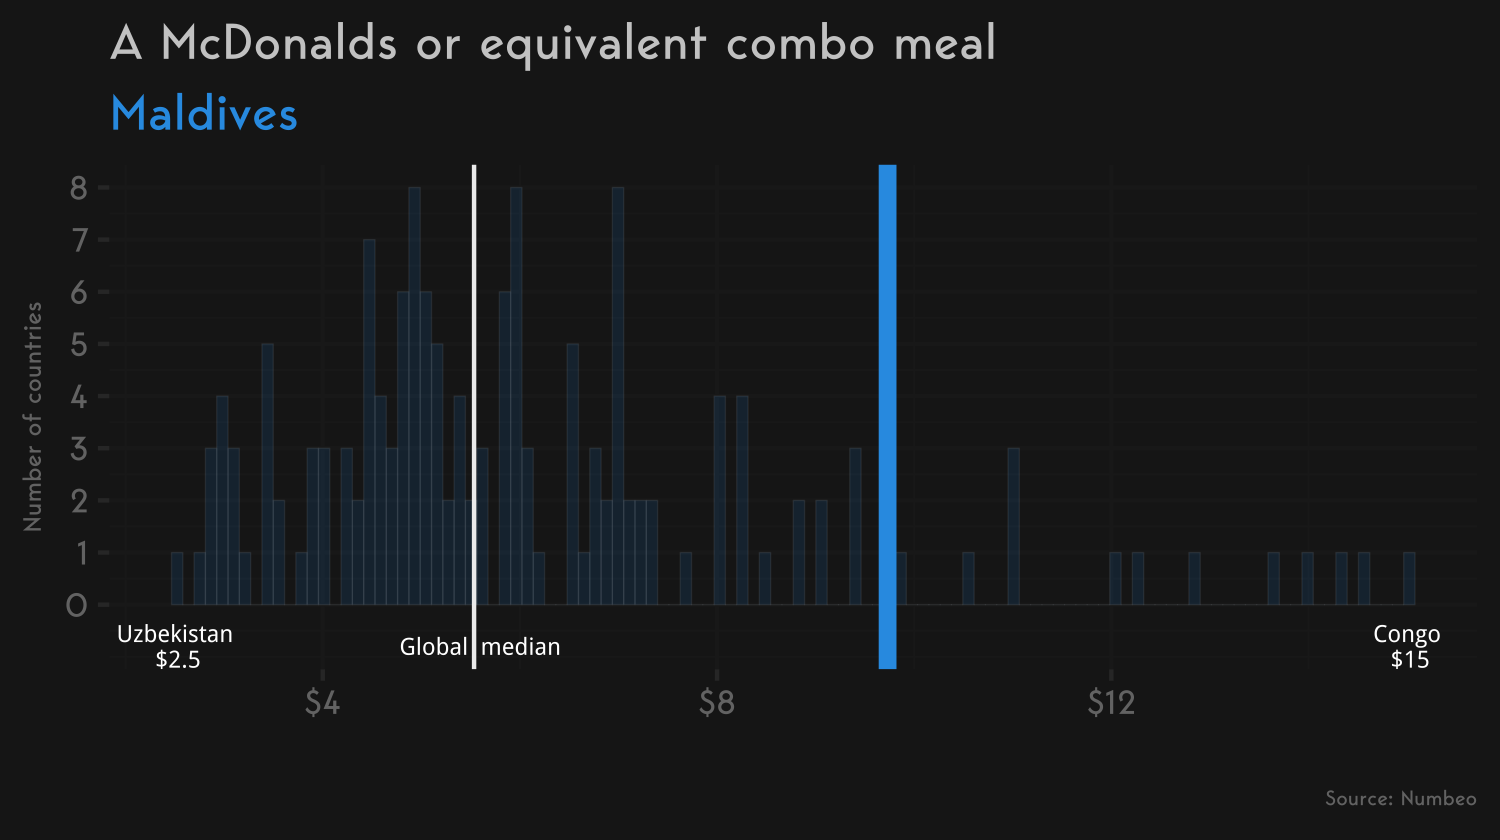 A McDonalds or equivalent combo meal
Maldives
Number of countries
8
7
6
5
4
3
2
1
0
Uzbekistan
$2.5
Global median
Congo
$15
$4 $8 $12
Source: Numbeo